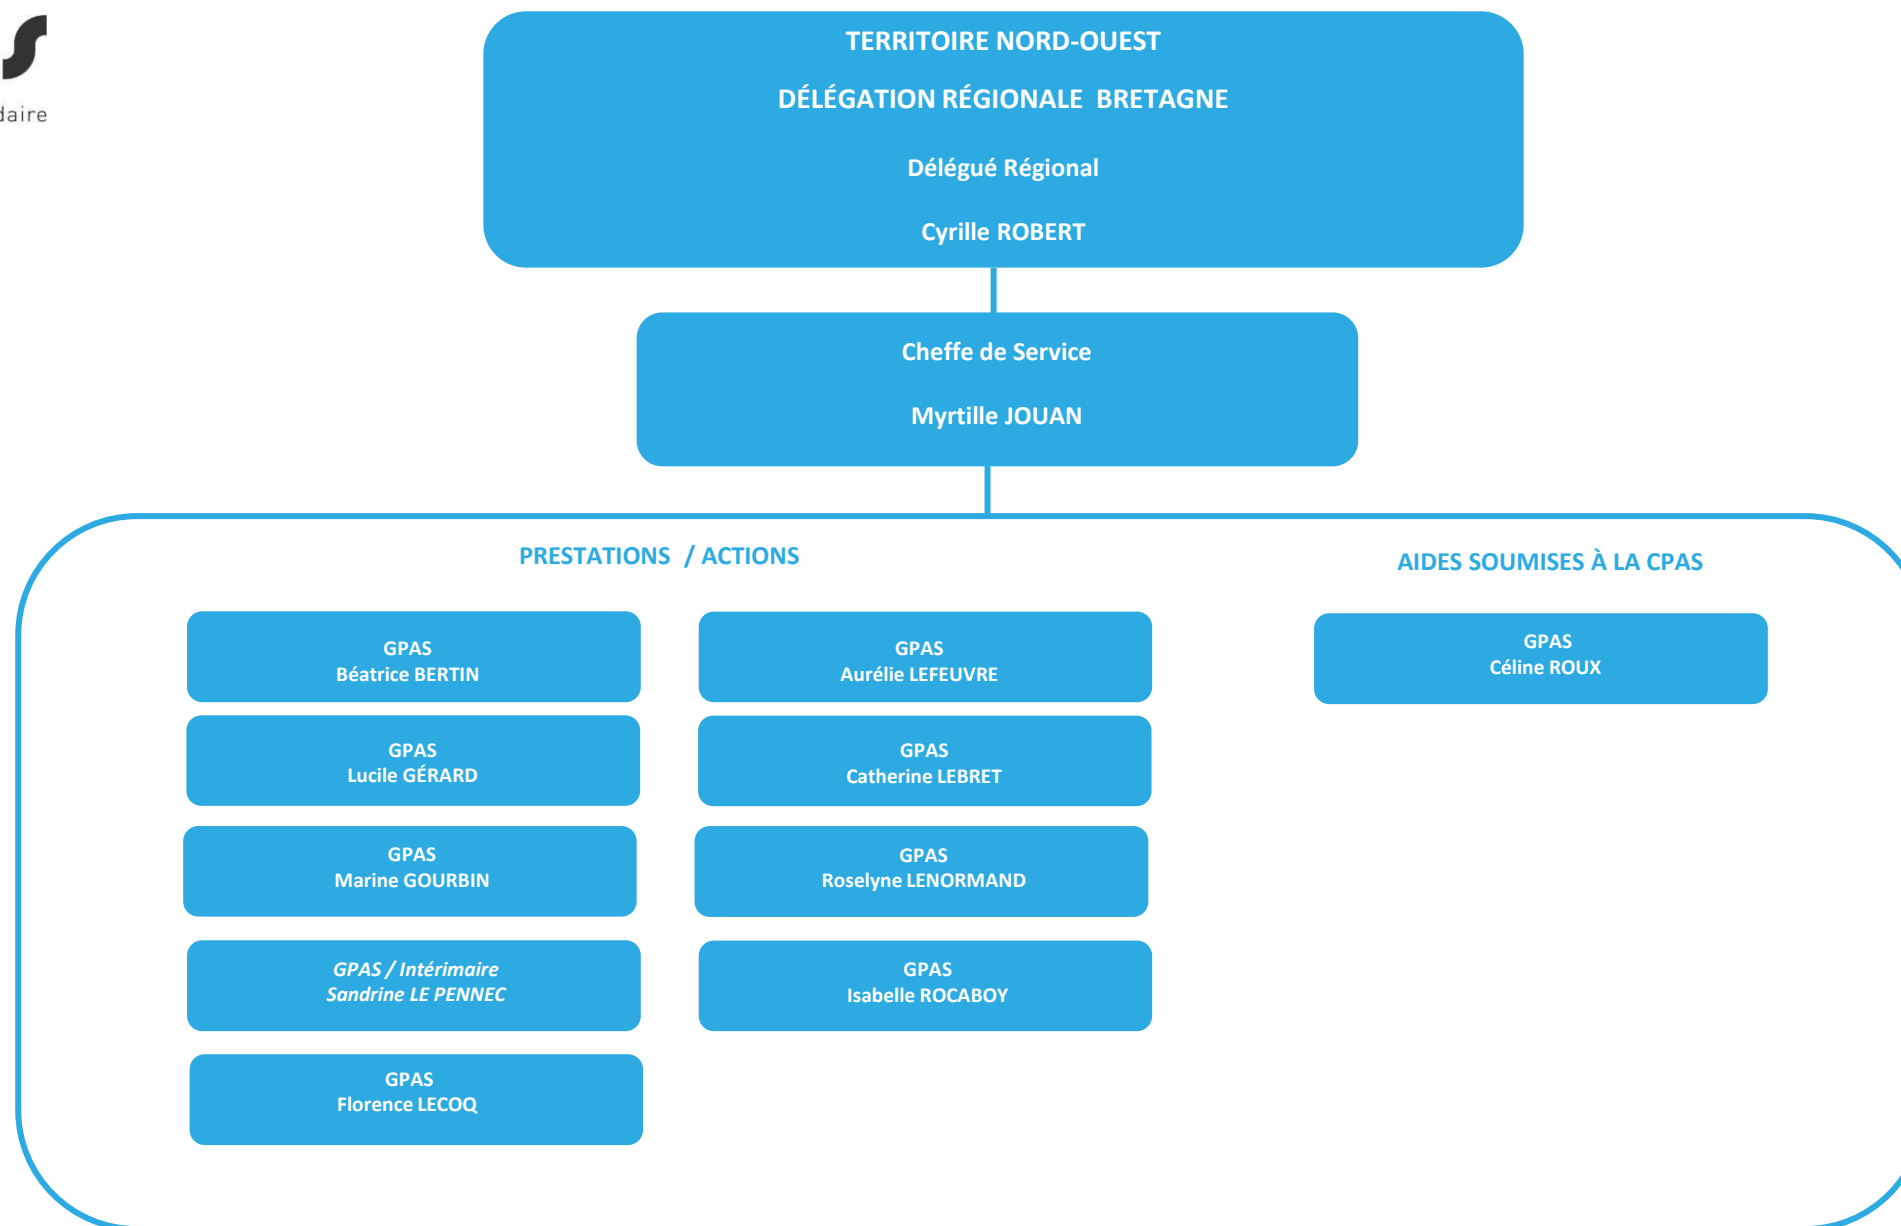 TERRITOIRE NORD-OUEST
DÉLÉGATION RÉGIONALE BRETAGNE
Délégué Régional
Cyrille ROBERT
Cheffe de Service
Myrtille JOUAN
PRESTATIONS / ACTIONS
GPAS
Béatrice BERTIN
GPAS
Lucile GÉRARD
GPAS
Marine GOURBIN
GPAS / Intérimaire
Sandrine LE PENNEC
GPAS
Florence LECOQ
GPAS
Aurélie LEFEUVRE
GPAS
Catherine LEBRET
GPAS
Roselyne LENORMAND
GPAS
Isabelle ROCABOY
AIDES SOUMISES À LA CPAS
GPAS
Céline ROUX